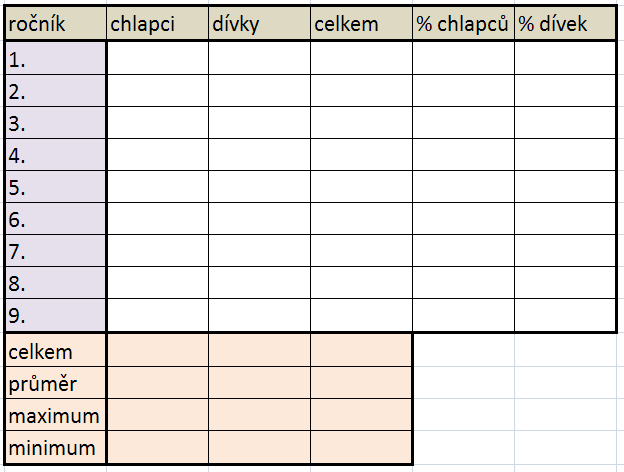 ročník chlapci dívky celkem % chlapců % dívek
1.
2.
3.
4.
5.
6.
7.
8.
9.
celkem
průměr
maximum
minimum